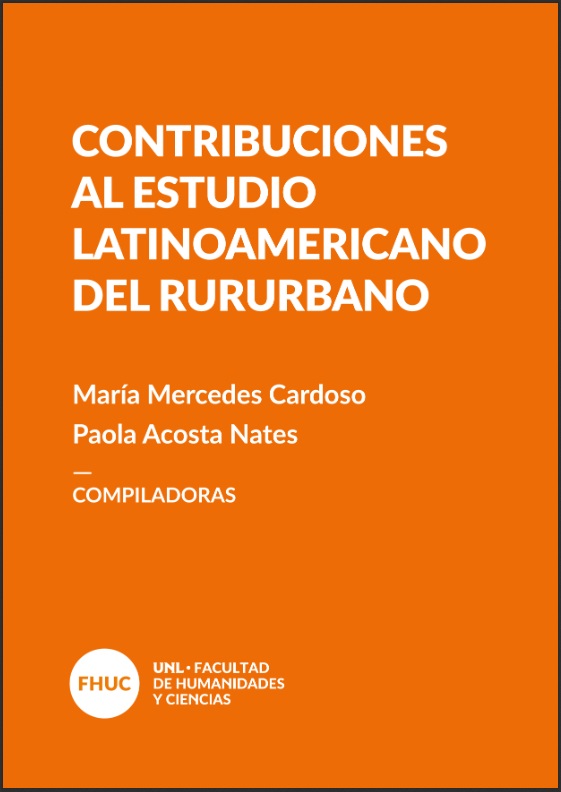 CONTRIBUCIONES
AL ESTUDIO
LATINOAMERICANO
DEL RURURBANO
María Mercedes Cardoso
Paola Acosta Nates
—
COMPILADORAS
FHUC
UNL · FACULTAD
DE HUMANIDADES
Y CIENCIAS